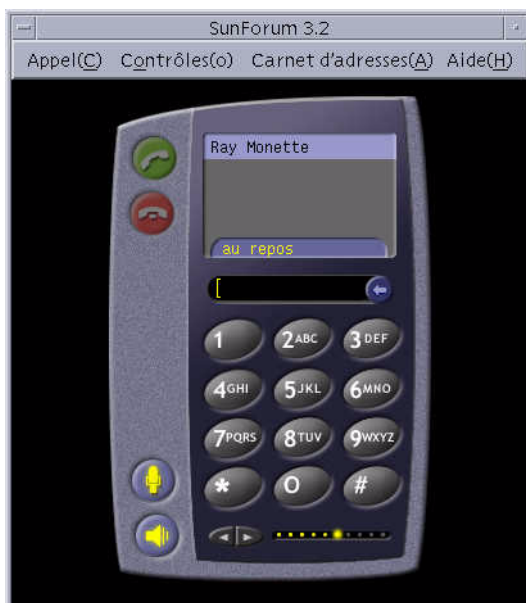 SunForum 3.2
Appel(C) Contrôles(o) Carnet d'adresses(A) Aide(H)
Ray Monette
au repos
[
1 2ABC 3DEF
4GHI 5JKL 6MNO
7PQRS 8TUV 9WXYZ
* 0 #